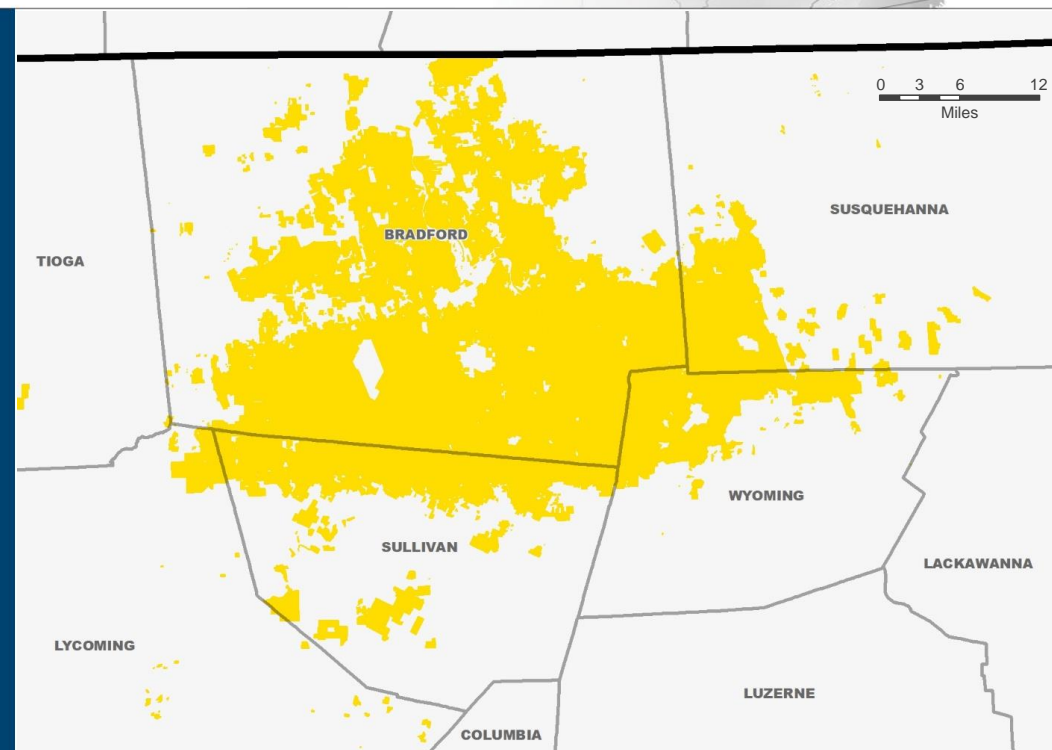 0 3 6 12
Miles
SUSQUEHANNA
BRADFORD
TIOGA
WYOMING
SULLIVAN
LACKAWANNA
LYCOMING
LUZERNE
COLUMBIA